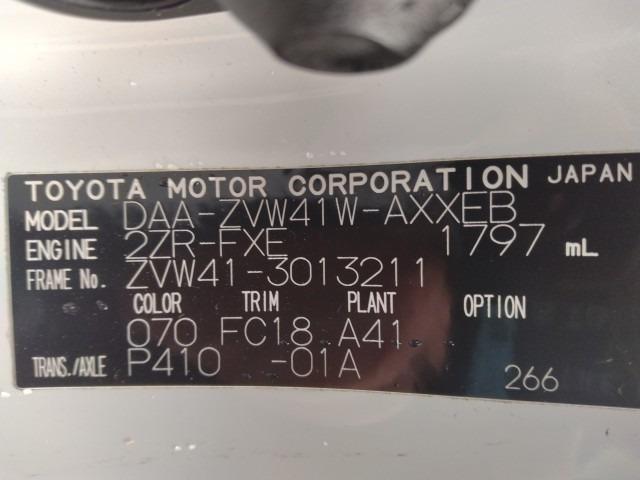 TOYOTA MOTOR CORPORATION JAPAN
MODEL DAA-ZVW41W-AXXEB
ENGINE 2ZR-FXE 1797 mL
FRAME No. ZVW41-3013211
COLOR TRIM PLANT OPTION
070 FC18 A41
TRANS./AXLE P410 -01A
266